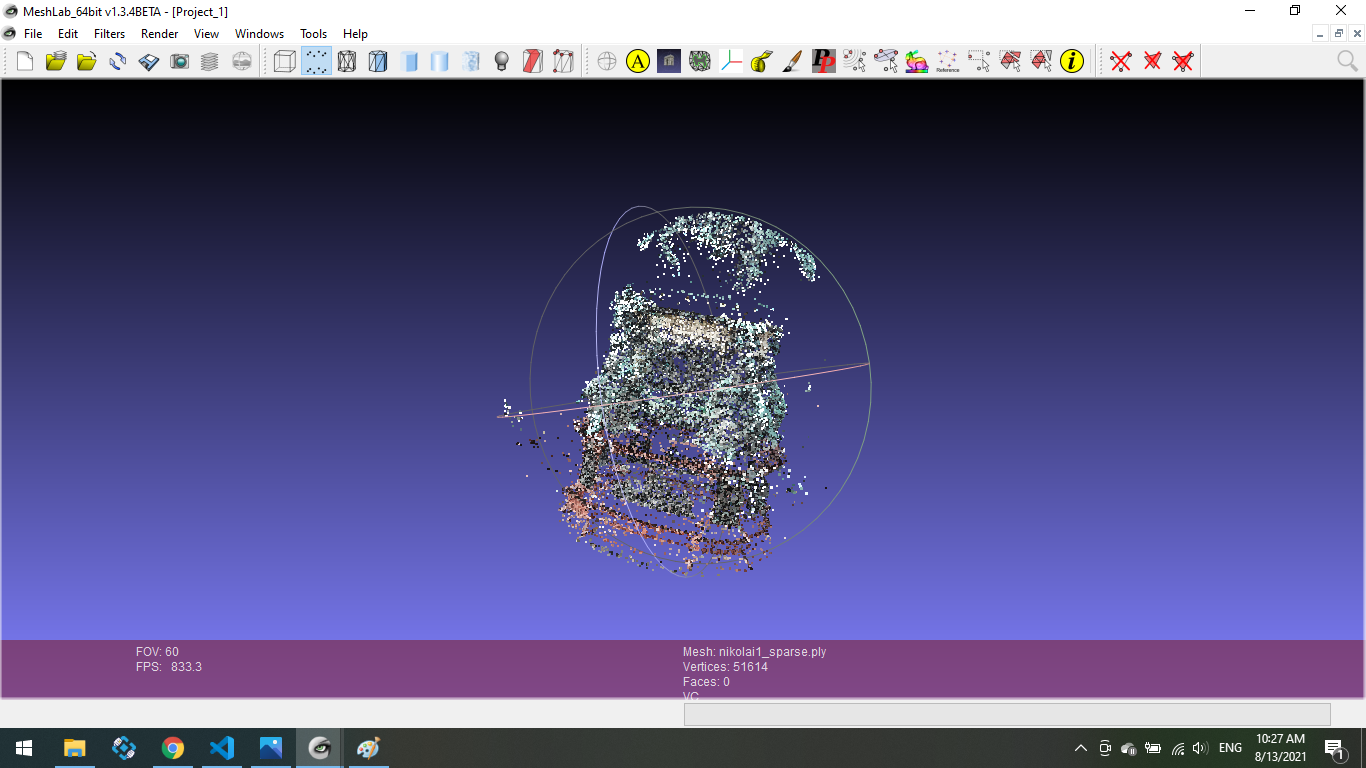 MeshLab_64bit v1.3.4BETA - [Project_1]
File Edit Filters Render View Windows Tools Help
A
PP
Reference
i
FOV: 60
FPS: 833.3
Mesh: nikolai1_sparse.ply
Vertices: 51614
Faces: 0
VC
ENG
10:27 AM
8/13/2021
1